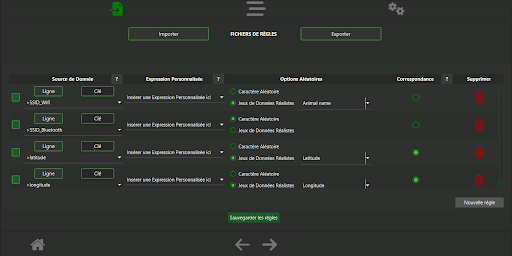 Importer FICHIERS DE RÈGLES Exporter
Source de Donnée ? Expression Personnalisée ? Options Aléatoires Correspondance ? Supprimer
Ligne Clé Caractère Aléatoire
>SSID_Wifi Insérer une Expression Personnalisée ici Jeux de Données Réalistes Animal name
Ligne Clé Caractère Aléatoire
>SSID_Bluetooth Insérer une Expression Personnalisée ici Jeux de Données Réalistes
Ligne Clé Caractère Aléatoire
>latitude Insérer une Expression Personnalisée ici Jeux de Données Réalistes Latitude
Ligne Clé Caractère Aléatoire
>longitude Insérer une Expression Personnalisée ici Jeux de Données Réalistes Longitude
Nouvelle règle
Sauvegarder les règles